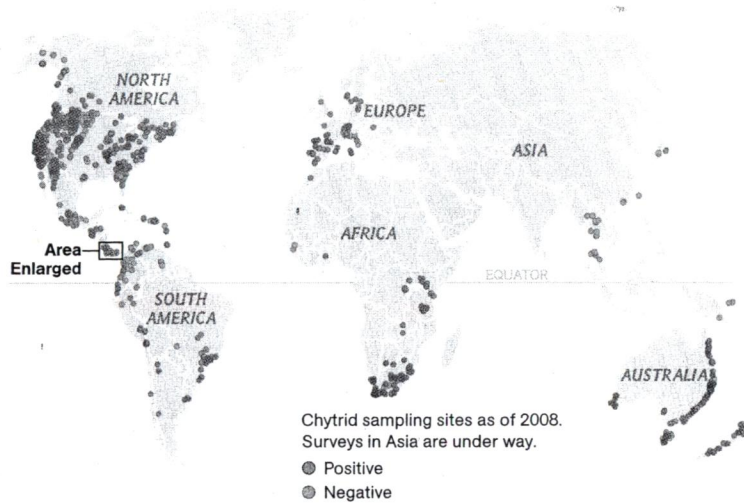 NORTH
AMERICA
EUROPE
ASIA
AFRICA
Area
Enlarged
EQUATOR
SOUTH
AMERICA
AUSTRALIA
Chytrid sampling sites as of 2008.
Surveys in Asia are under way.
Positive
Negative